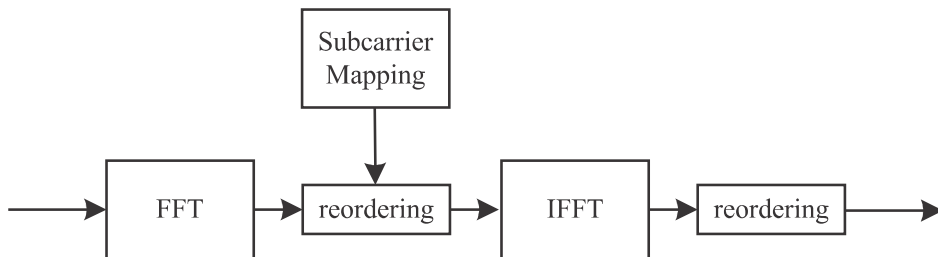 Subcarrier
Mapping
FFT
reordering
IFFT
reordering